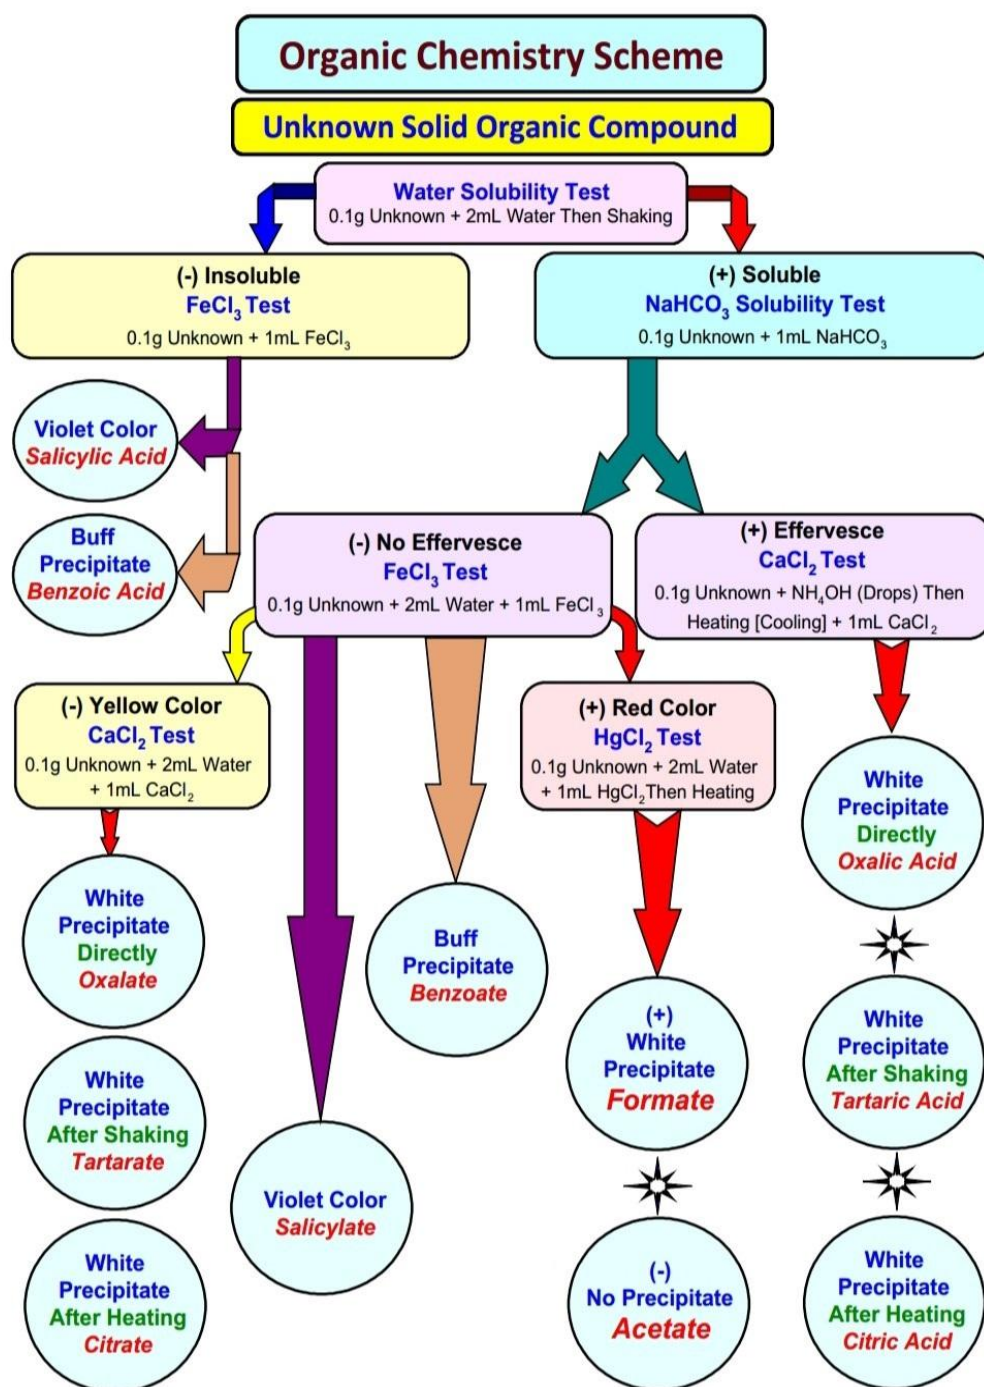 Organic Chemistry Scheme
Unknown Solid Organic Compound
Water Solubility Test
0.1g Unknown + 2mL Water Then Shaking
(-) Insoluble
FeCl₃ Test
0.1g Unknown + 1mL FeCl₃
(+) Soluble
NaHCO₃ Solubility Test
0.1g Unknown + 1mL NaHCO₃
Violet Color
Salicylic Acid
Buff
Precipitate
Benzoic Acid
(-) No Effervesce
FeCl₃ Test
0.1g Unknown + 2mL Water + 1mL FeCl₃
(+) Effervesce
CaCl₂ Test
0.1g Unknown + NH₄OH (Drops) Then
Heating [Cooling] + 1mL CaCl₂
(-) Yellow Color
CaCl₂ Test
0.1g Unknown + 2mL Water
+ 1mL CaCl₂
(+) Red Color
HgCl₂ Test
0.1g Unknown + 2mL Water
+ 1mL HgCl₂Then Heating
White
Precipitate
Directly
Oxalate
White
Precipitate
After Shaking
Tartarate
White
Precipitate
After Heating
Citrate
Violet Color
Salicylate
Buff
Precipitate
Benzoate
(+)
White
Precipitate
Formate
(-)
No Precipitate
Acetate
White
Precipitate
Directly
Oxalic Acid
White
Precipitate
After Shaking
Tartaric Acid
White
Precipitate
After Heating
Citric Acid